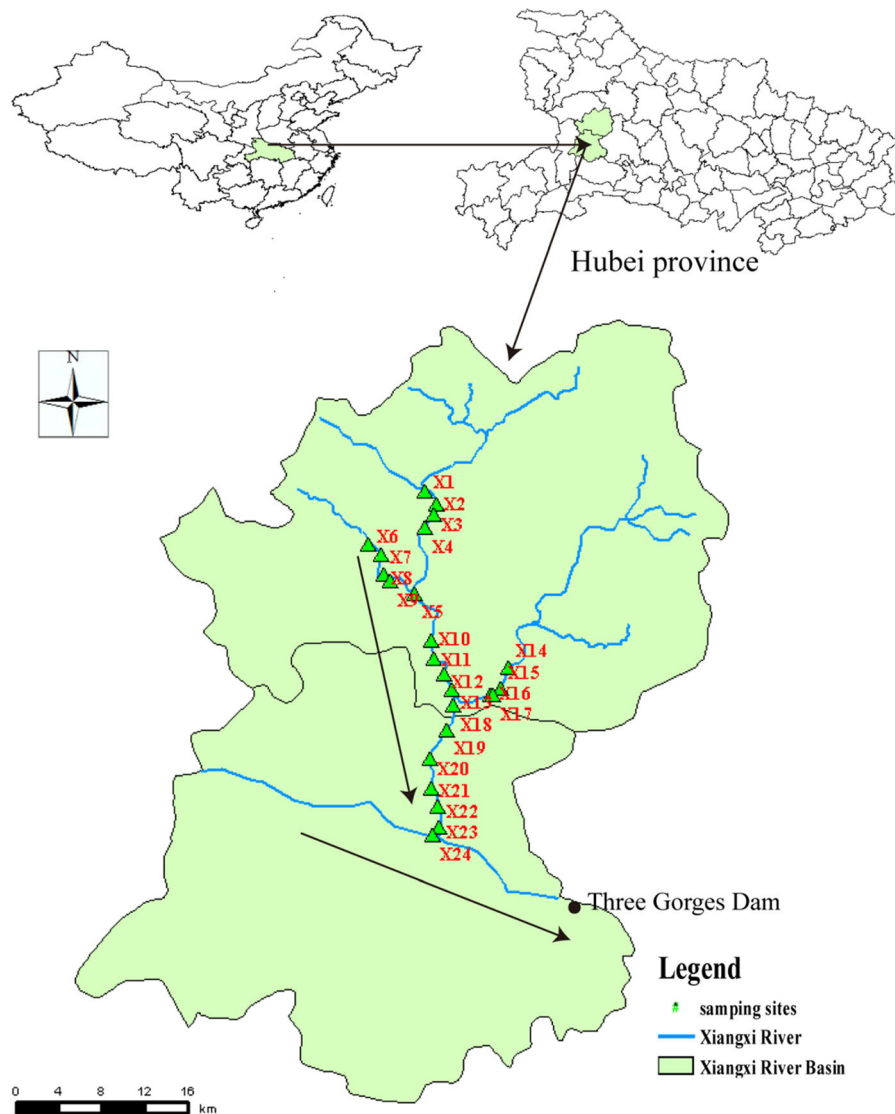 Hubei province
N
X1
X2
X3
X4
X6
X7
X8
X9
X5
X10
X11
X12
X13
X14
X15
X16
X17
X18
X19
X20
X21
X22
X23
X24
Three Gorges Dam
Legend
samping sites
Xiangxi River
Xiangxi River Basin
0 4 8 12 16
km